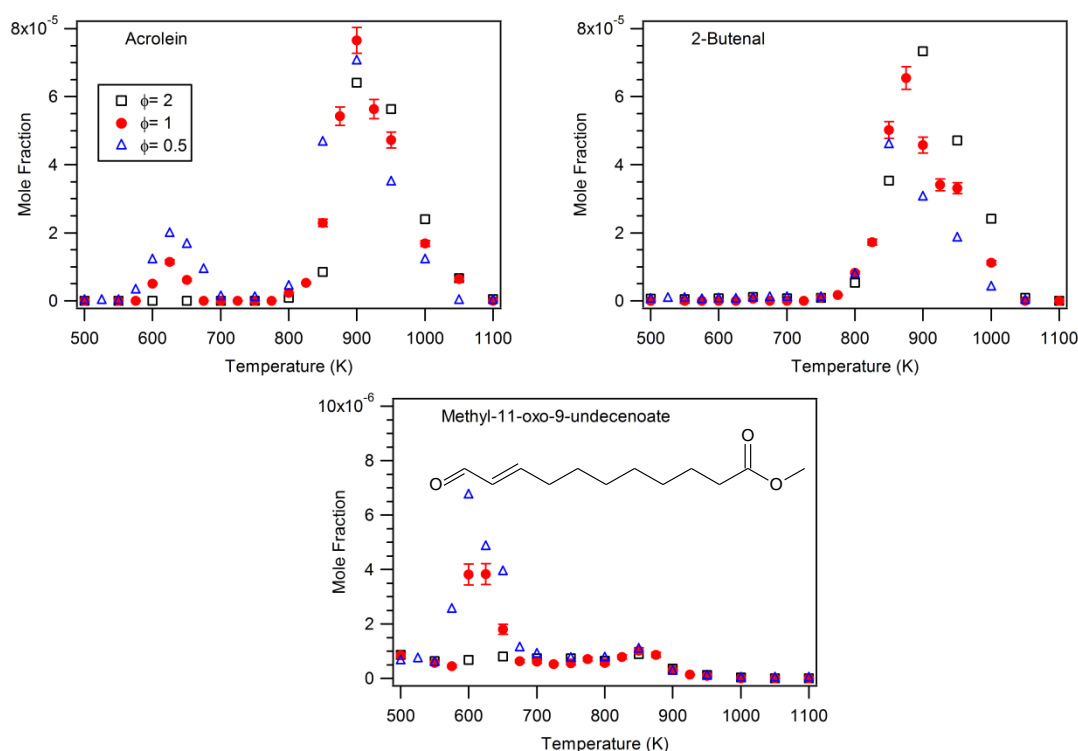 Acrolein
8x10⁻⁵
6
4
2
0
Mole Fraction
ϕ= 2
ϕ= 1
ϕ= 0.5
500 600 700 800 900 1000 1100
Temperature (K)
2-Butenal
8x10⁻⁵
6
4
2
0
Mole Fraction
500 600 700 800 900 1000 1100
Temperature (K)
Methyl-11-oxo-9-undecenoate
10x10⁻⁶
8
6
4
2
0
Mole Fraction
O
O
O
500 600 700 800 900 1000 1100
Temperature (K)